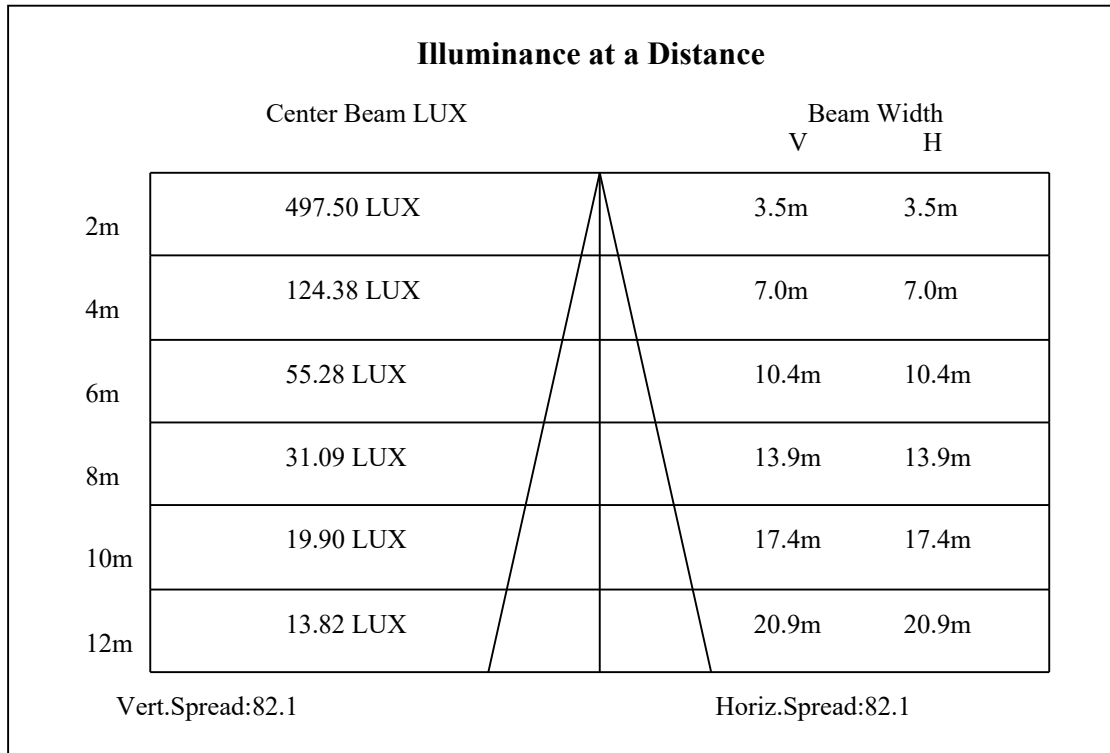 Illuminance at a Distance
Center Beam LUX Beam Width
V H
2m 497.50 LUX 3.5m 3.5m
4m 124.38 LUX 7.0m 7.0m
6m 55.28 LUX 10.4m 10.4m
8m 31.09 LUX 13.9m 13.9m
10m 19.90 LUX 17.4m 17.4m
12m 13.82 LUX 20.9m 20.9m
Vert.Spread:82.1 Horiz.Spread:82.1